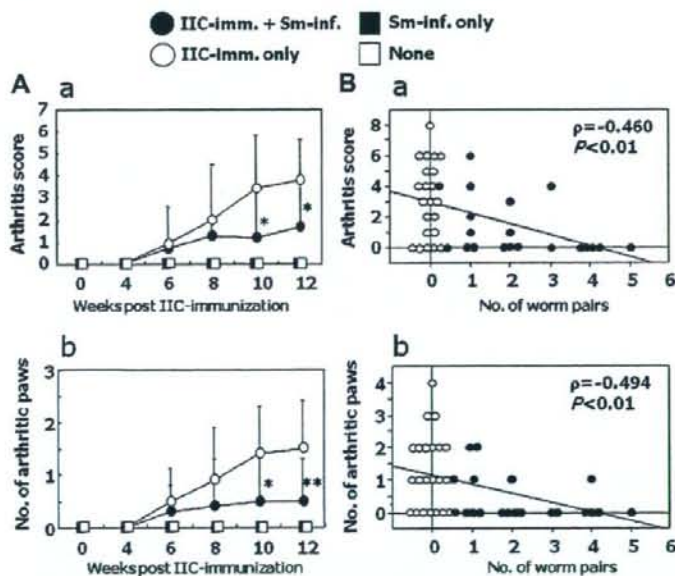 IIC-imm. + Sm-inf. Sm-inf. only
IIC-imm. only None
A a
7
6
5
4
3
2
1
0
Arthritis score
*
*
0 4 6 8 10 12
Weeks post IIC-immunization
B a
8
6
4
2
0
Arthritis score
ρ=-0.460
P<0.01
0 1 2 3 4 5 6
No. of worm pairs
b
3
2
1
0
No. of arthritic paws
*
**
0 4 6 8 10 12
Weeks post IIC-immunization
b
4
3
2
1
0
No. of arthritic paws
ρ=-0.494
P<0.01
0 1 2 3 4 5 6
No. of worm pairs